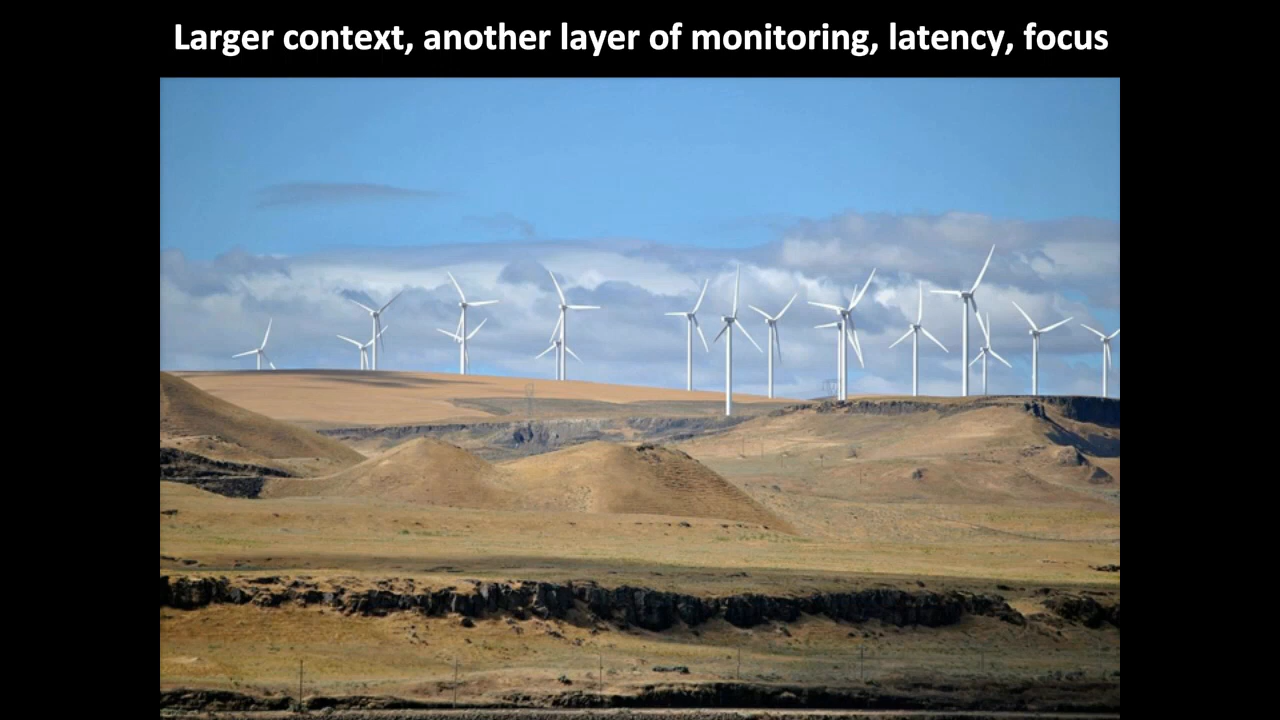 Larger context, another layer of monitoring, latency, focus